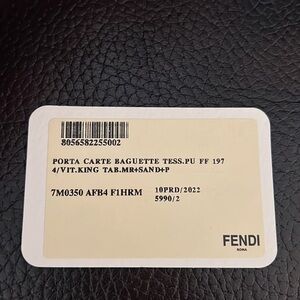 8056582255002
PORTA CARTE BAGUETTE TESS.PU FF 197
4/VIT.KING TAB.MR+SAND+P
7M0350 AFB4 F1HRM
10PRD/2022
5990/2
FENDI
ROMA